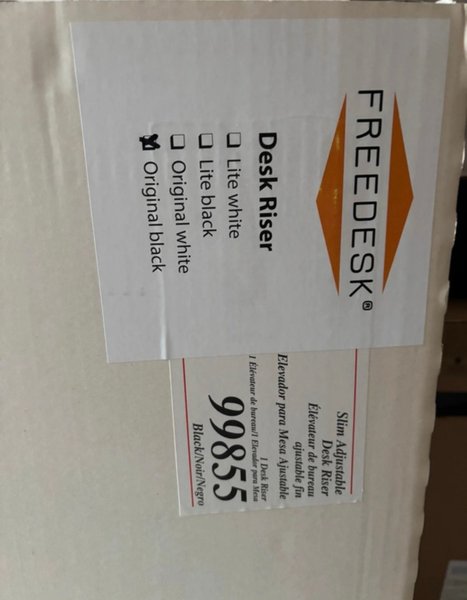 FREEDESK®
Desk Riser
☐ Lite white
☐ Lite black
☐ Original white
☒ Original black
Slim Adjustable
Desk Riser
Élévateur de bureau
ajustable fin
Elevador para Mesa Ajustable
1 Desk Riser
1 Élévateur de bureau/1 Elevador para Mesa
99855
Black/Noir/Negro